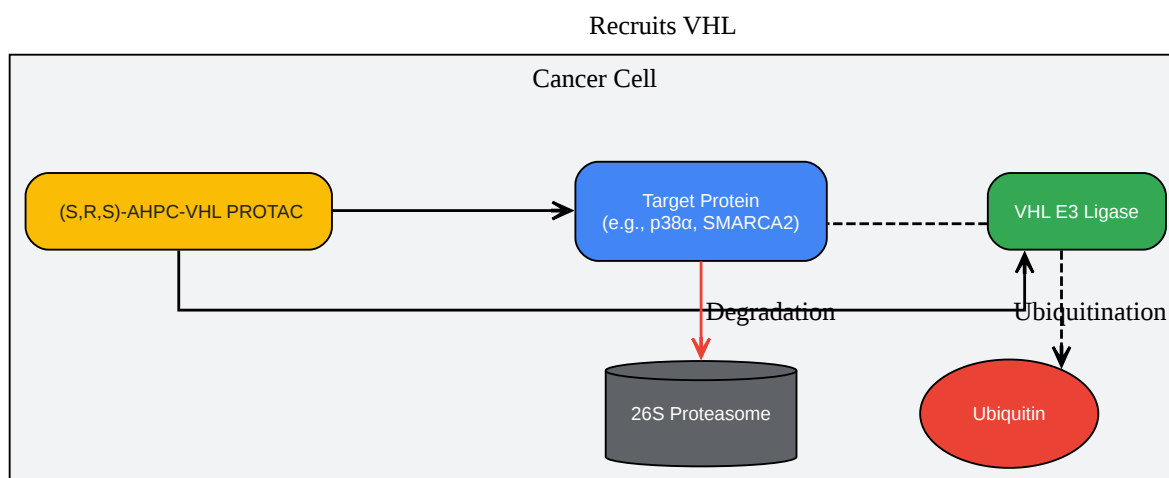 Recruits VHL
Cancer Cell
(S,R,S)-AHPC-VHL PROTAC
Target Protein
(e.g., p38α, SMARCA2)
VHL E3 Ligase
Degradation
Ubiquitination
26S Proteasome
Ubiquitin